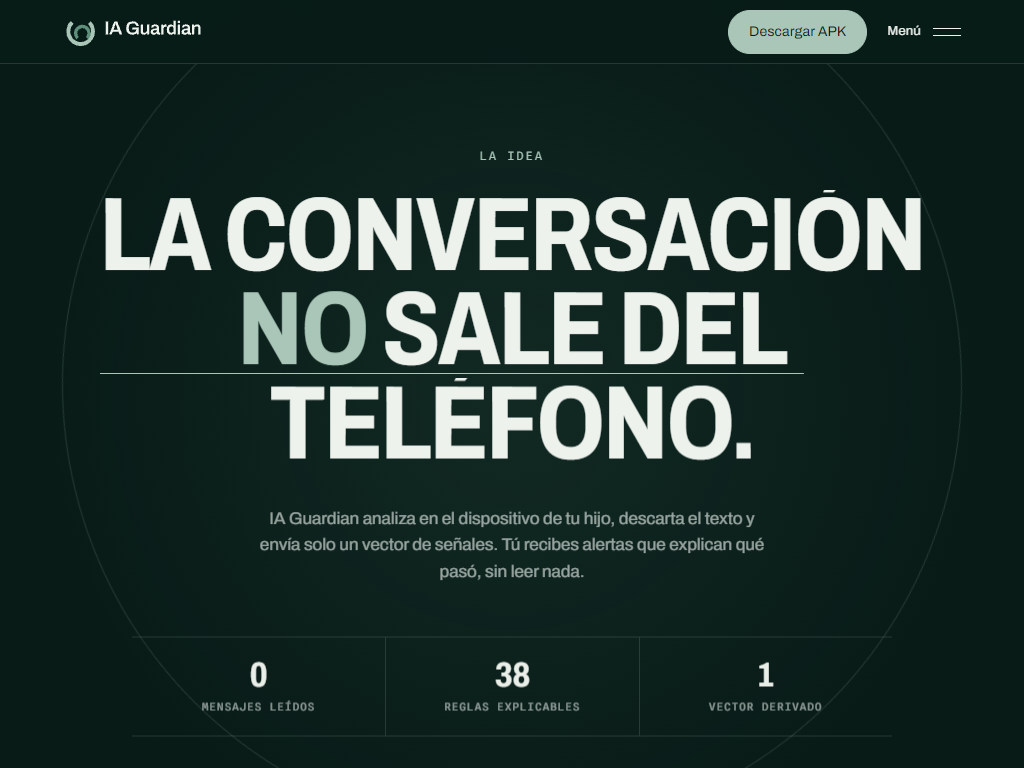 IA Guardian
Descargar APK
Menú
LA IDEA
LA CONVERSACIÓN
NO SALE DEL
TELÉFONO.
IA Guardian analiza en el dispositivo de tu hijo, descarta el texto y
envía solo un vector de señales. Tú recibes alertas que explican qué
pasó, sin leer nada.
0
MENSAJES LEÍDOS
38
REGLAS EXPLICABLES
1
VECTOR DERIVADO